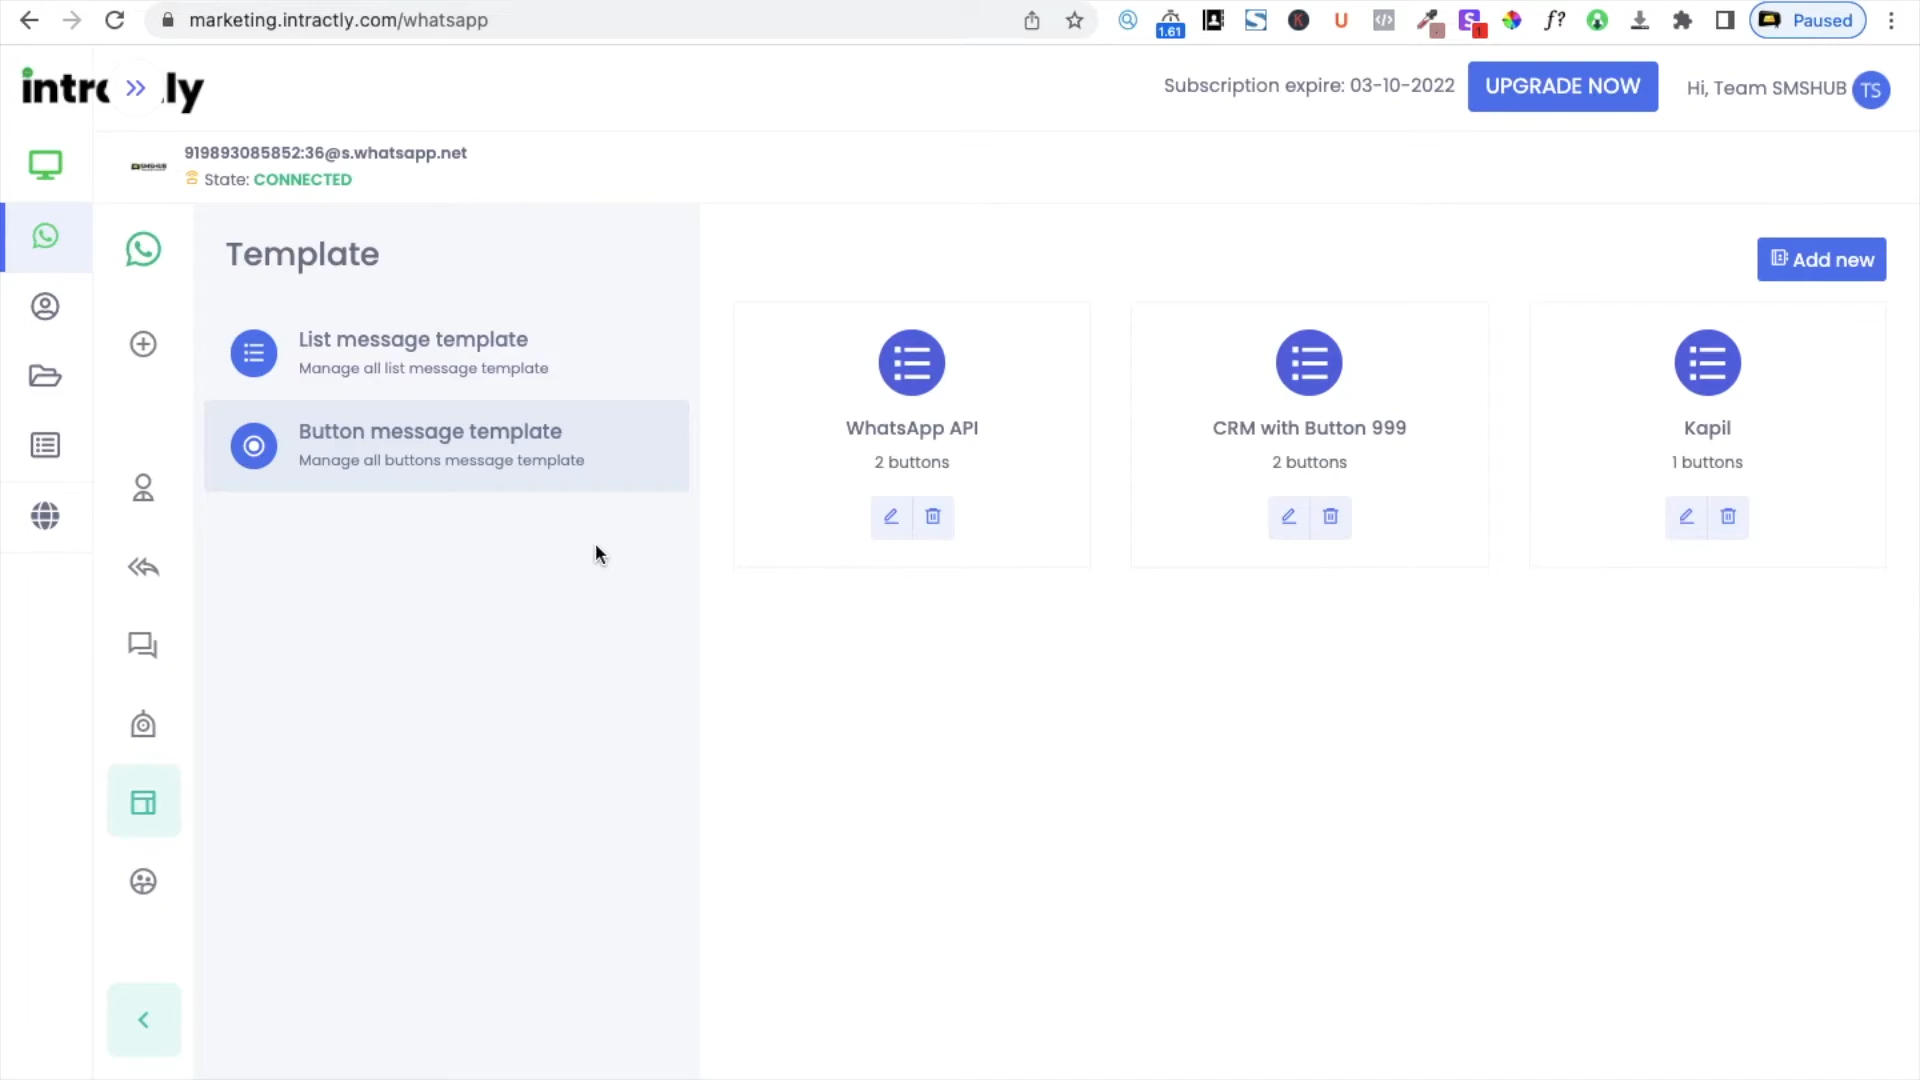 marketing.intractly.com/whatsapp
1.61
1
Paused
intr ly
Subscription expire: 03-10-2022
UPGRADE NOW
Hi, Team SMSHUB
TS
919893085852:36@s.whatsapp.net
State: CONNECTED
Template
Add new
List message template
Manage all list message template
Button message template
Manage all buttons message template
WhatsApp API
2 buttons
CRM with Button 999
2 buttons
Kapil
1 buttons